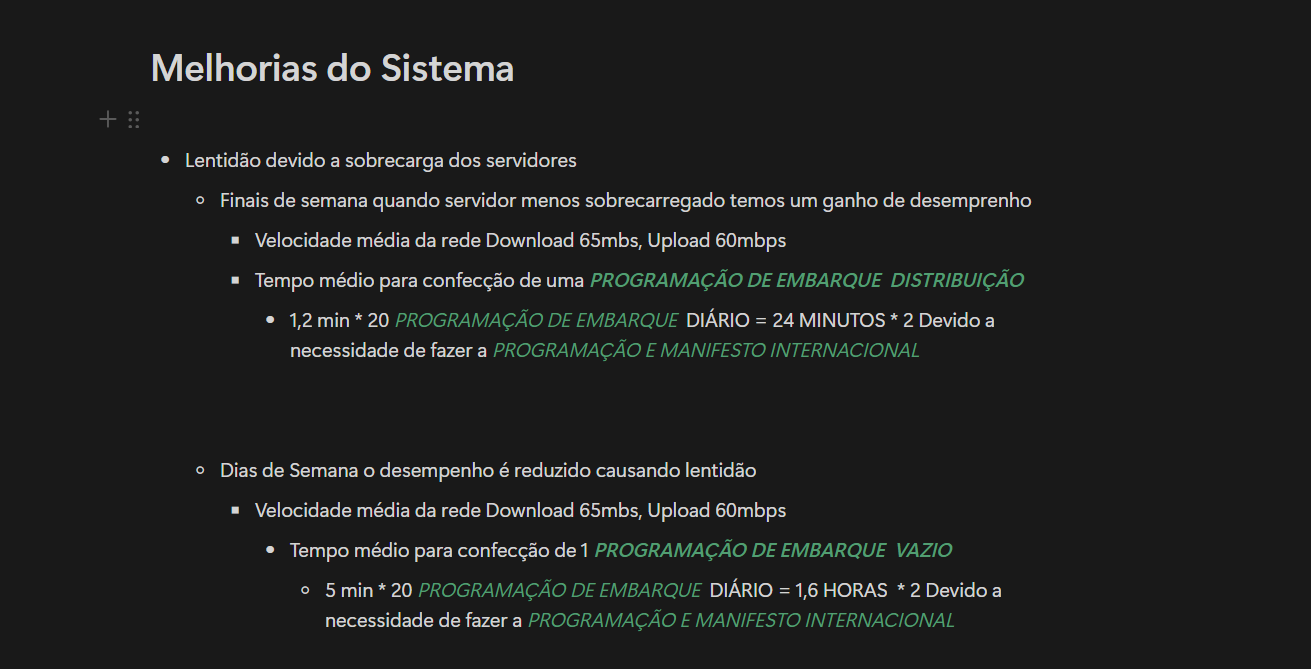 Melhorias do Sistema
Lentidão devido a sobrecarga dos servidores
Finais de semana quando servidor menos sobrecarregado temos um ganho de desemprenho
Velocidade média da rede Download 65mbs, Upload 60mbps
Tempo médio para confecção de uma PROGRAMAÇÃO DE EMBARQUE DISTRIBUIÇÃO
1,2 min * 20 PROGRAMAÇÃO DE EMBARQUE DIÁRIO = 24 MINUTOS * 2 Devido a
necessidade de fazer a PROGRAMAÇÃO E MANIFESTO INTERNACIONAL
Dias de Semana o desempenho é reduzido causando lentidão
Velocidade média da rede Download 65mbs, Upload 60mbps
Tempo médio para confecção de 1 PROGRAMAÇÃO DE EMBARQUE VAZIO
5 min * 20 PROGRAMAÇÃO DE EMBARQUE DIÁRIO = 1,6 HORAS * 2 Devido a
necessidade de fazer a PROGRAMAÇÃO E MANIFESTO INTERNACIONAL